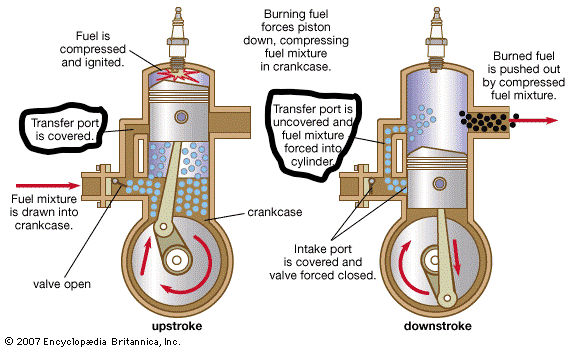 Fuel is
compressed
and ignited.
Burning fuel
forces piston
down, compressing
fuel mixture
in crankcase.
Burned fuel
is pushed out
by compressed
fuel mixture.
Transfer port
is covered.
Transfer port is
uncovered and
fuel mixture
forced into
cylinder.
Fuel mixture
is drawn into
crankcase.
crankcase
valve open
Intake port
is covered and
valve forced closed.
upstroke
downstroke
© 2007 Encyclopædia Britannica, Inc.